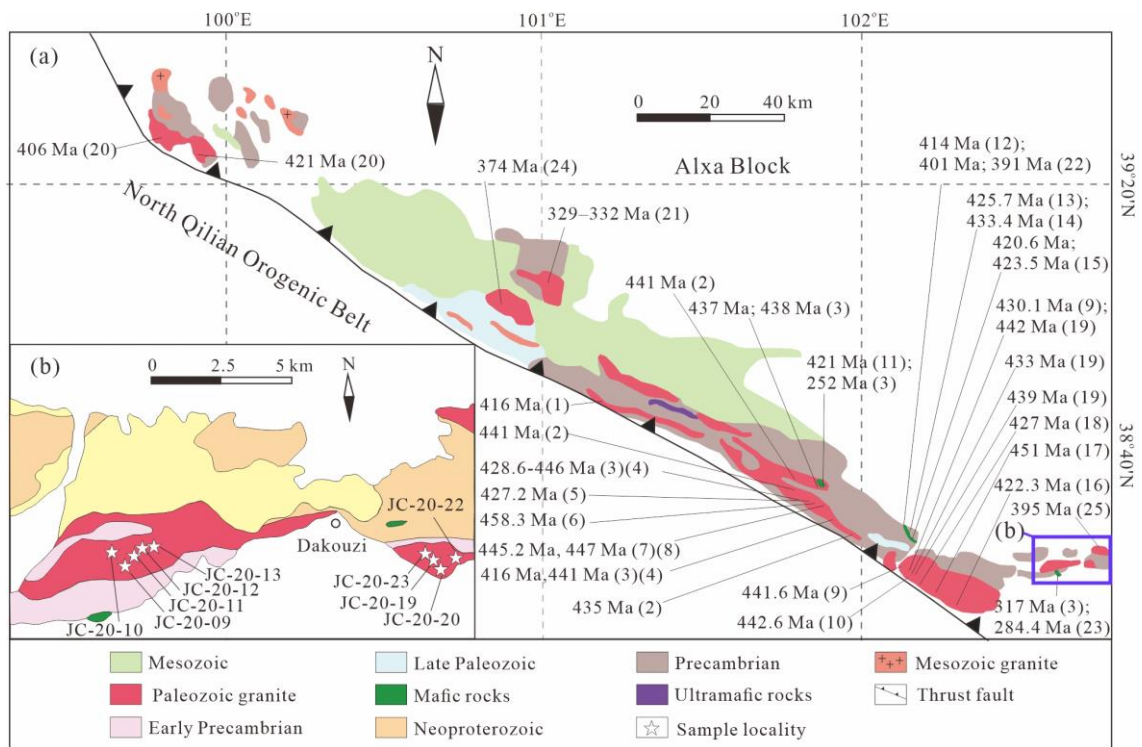 100°E
101°E
102°E
(a)
N
0 20 40 km
406 Ma (20)
421 Ma (20)
374 Ma (24)
Alxa Block
329–332 Ma (21)
414 Ma (12);
401 Ma; 391 Ma (22)
39°20'N
425.7 Ma (13);
433.4 Ma (14)
420.6 Ma;
423.5 Ma (15)
North Qilian Orogenic Belt
441 Ma (2)
437 Ma; 438 Ma (3)
430.1 Ma (9);
442 Ma (19)
433 Ma (19)
421 Ma (11);
252 Ma (3)
439 Ma (19)
427 Ma (18)
451 Ma (17)
422.3 Ma (16)
395 Ma (25)
38°40'N
416 Ma (1)
441 Ma (2)
428.6-446 Ma (3)(4)
427.2 Ma (5)
458.3 Ma (6)
445.2 Ma, 447 Ma (7)(8)
416 Ma,441 Ma (3)(4)
435 Ma (2)
441.6 Ma (9)
442.6 Ma (10)
(b)
317 Ma (3);
284.4 Ma (23)
(b)
0 2.5 5 km
N
JC-20-22
Dakouzi
JC-20-13
JC-20-12
JC-20-11
JC-20-09
JC-20-10
JC-20-23
JC-20-19
JC-20-20
Mesozoic
Late Paleozoic
Precambrian
Mesozoic granite
Paleozoic granite
Mafic rocks
Ultramafic rocks
Thrust fault
Early Precambrian
Neoproterozoic
Sample locality